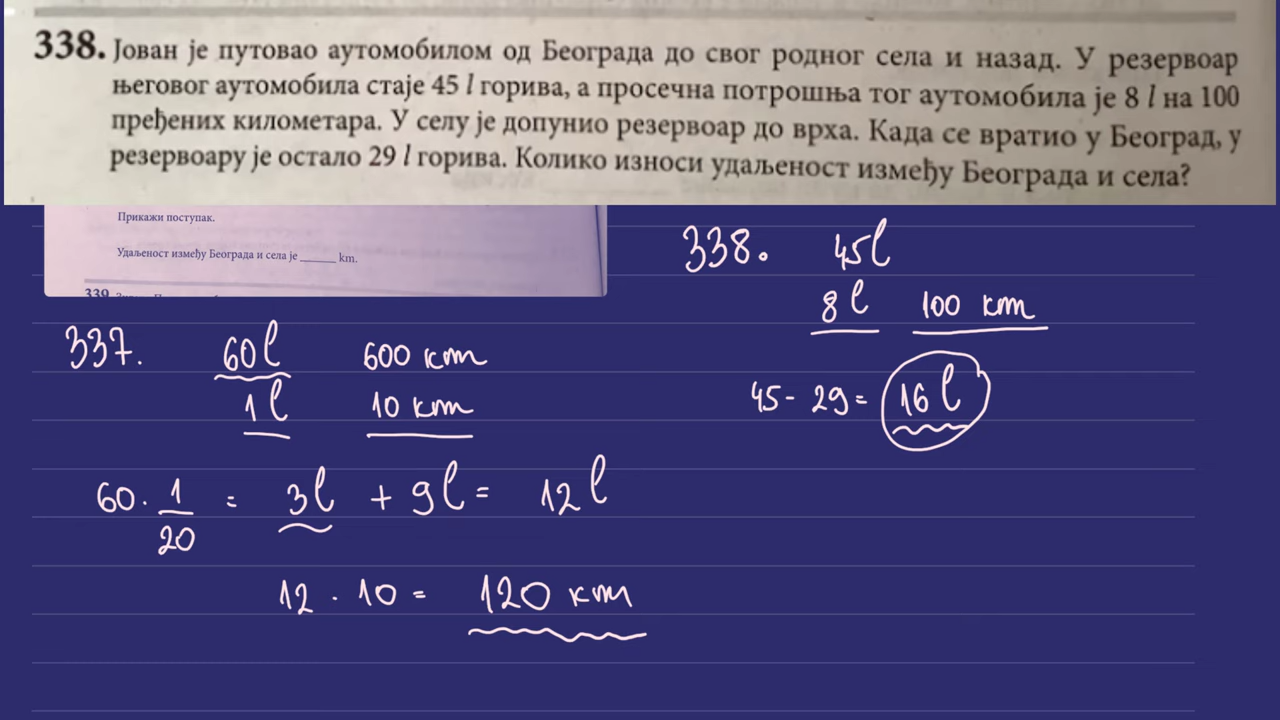 338. Јован је путовао аутомобилом од Београда до свог родног села и назад. У резервоар
његовог аутомобила стаје 45 l горива, а просечна потрошња тог аутомобила је 8 l на 100
пређених километара. У селу је допунио резервоар до врха. Када се вратио у Београд, у
резервоару је остало 29 l горива. Колико износи удаљеност између Београда и села?
Прикажи поступак.
Удаљеност између Београда и села је ______ km.
339.
337. 60l 600 km
1l 10 km
60 · 1/20 = 3l + 9l = 12l
12 · 10 = 120 km
338. 45l
8l 100 km
45 - 29 = 16l